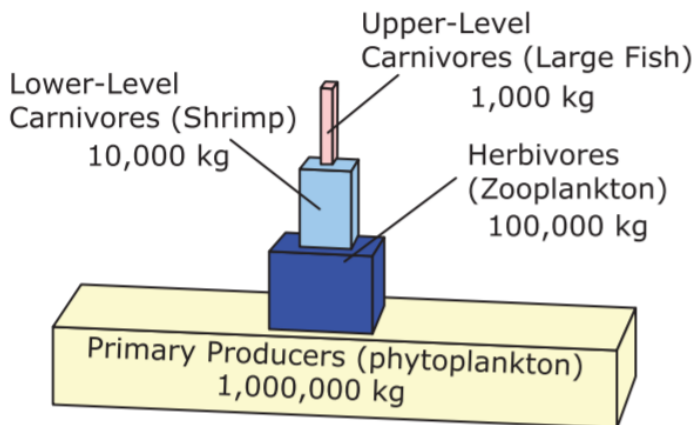 Upper-Level
Carnivores (Large Fish)
1,000 kg
Lower-Level
Carnivores (Shrimp)
10,000 kg
Herbivores
(Zooplankton)
100,000 kg
Primary Producers (phytoplankton)
1,000,000 kg